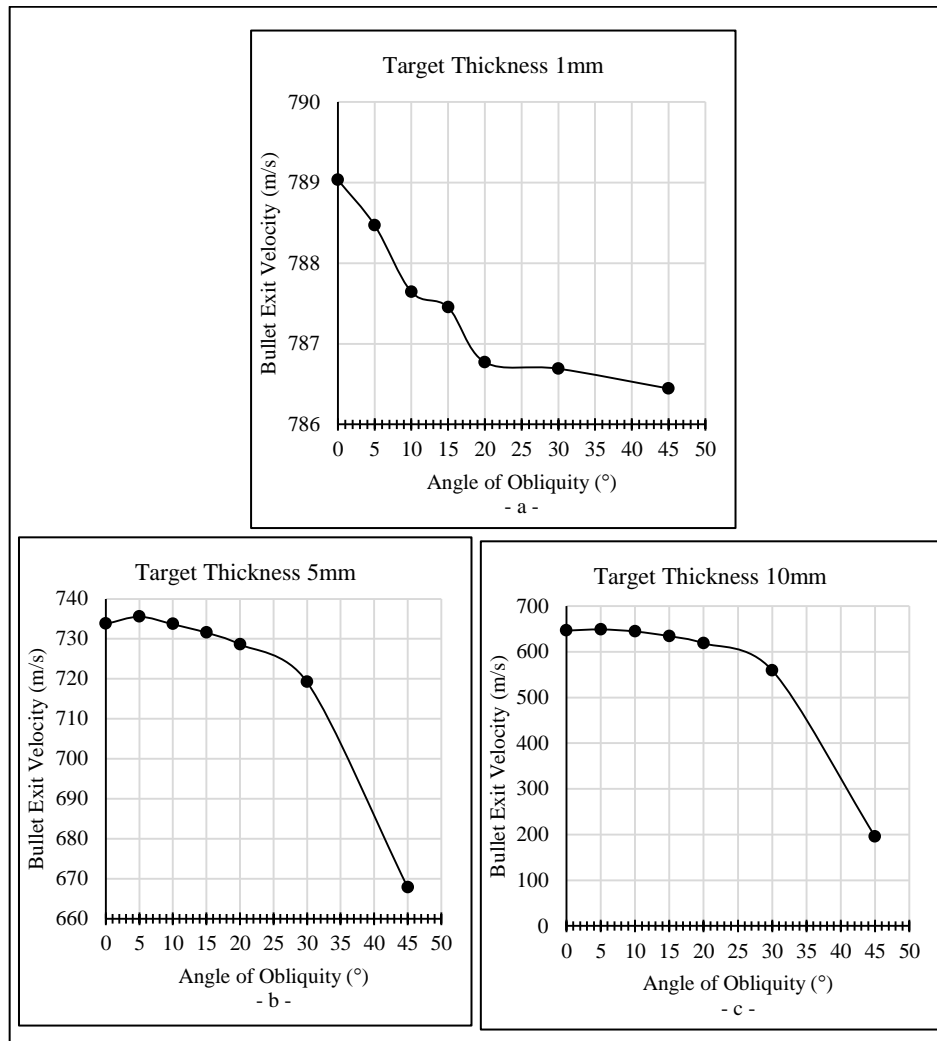 Target Thickness 1mm
Bullet Exit Velocity (m/s)
790
789
788
787
786
0 5 10 15 20 25 30 35 40 45 50
Angle of Obliquity (°)
- a -
Target Thickness 5mm
Bullet Exit Velocity (m/s)
740
730
720
710
700
690
680
670
660
0 5 10 15 20 25 30 35 40 45 50
Angle of Obliquity (°)
- b -
Target Thickness 10mm
Bullet Exit Velocity (m/s)
700
600
500
400
300
200
100
0
0 5 10 15 20 25 30 35 40 45 50
Angle of Obliquity (°)
- c -